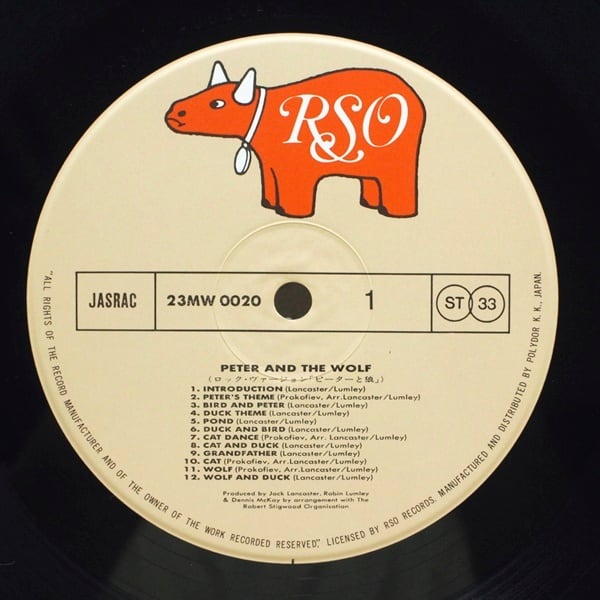 RSO
JASRAC
23MW 0020
1
ST 33
PETER AND THE WOLF
(ロック・ヴァージョン「ピーターと狼」)
1. INTRODUCTION (Lancaster/Lumley)
2. PETER'S THEME (Prokofiev, Arr.Lancaster/Lumley)
3. BIRD AND PETER (Lancaster/Lumley)
4. DUCK THEME (Lancaster/Lumley)
5. POND (Lancaster/Lumley)
6. DUCK AND BIRD (Lancaster/Lumley)
7. CAT DANCE (Prokofiev, Arr. Lancaster/Lumley)
8. CAT AND DUCK (Lancaster/Lumley)
9. GRANDFATHER (Lancaster/Lumley)
10. CAT (Prokofiev, Arr.Lancaster/Lumley)
11. WOLF (Prokofiev, Arr.Lancaster/Lumley)
12. WOLF AND DUCK (Lancaster/Lumley)
Produced by Jack Lancaster, Robin Lumley
& Dennis McKay by arrangement with The
Robert Stigwood Organisation
"ALL RIGHTS OF THE RECORD MANUFACTURER AND OF THE OWNER OF THE WORK RECORDED RESERVED." LICENSED BY RSO RECORDS. MANUFACTURED AND DISTRIBUTED BY POLYDOR K.K., JAPAN.